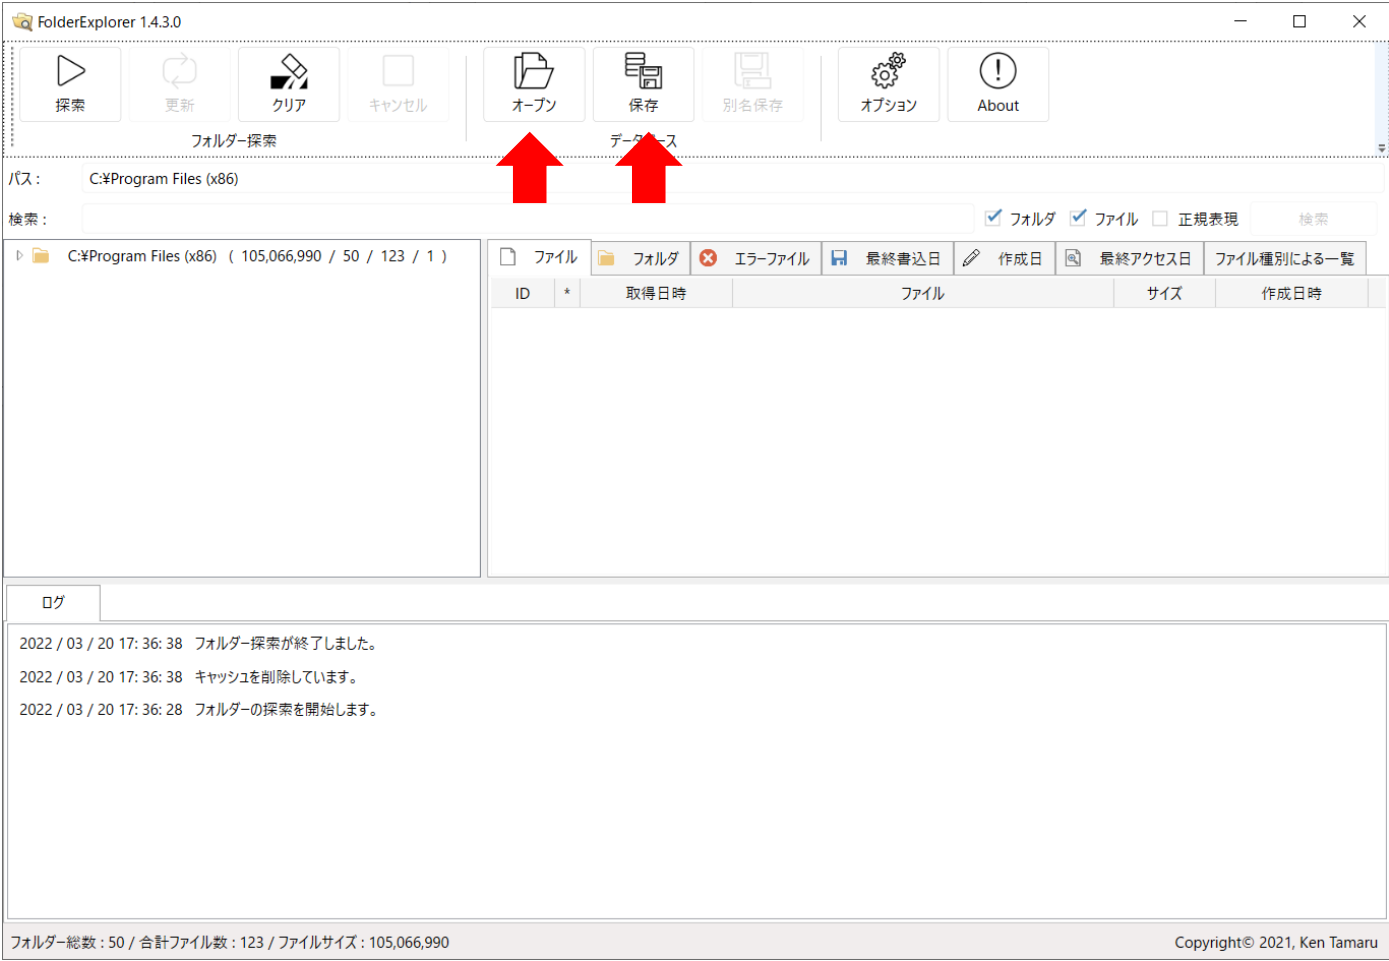 FolderExplorer 1.4.3.0
探索
更新
クリア
キャンセル
オープン
保存
別名保存
オプション
About
フォルダー探索
データベース
パス :
C:¥Program Files (x86)
検索 :
フォルダ
ファイル
正規表現
検索
C:¥Program Files (x86) ( 105,066,990 / 50 / 123 / 1 )
ファイル
フォルダ
エラーファイル
最終書込日
作成日
最終アクセス日
ファイル種別による一覧
ID
*
取得日時
ファイル
サイズ
作成日時
ログ
2022 / 03 / 20 17: 36: 38 フォルダー探索が終了しました。
2022 / 03 / 20 17: 36: 38 キャッシュを削除しています。
2022 / 03 / 20 17: 36: 28 フォルダーの探索を開始します。
フォルダー総数 : 50 / 合計ファイル数 : 123 / ファイルサイズ : 105,066,990
Copyright© 2021, Ken Tamaru